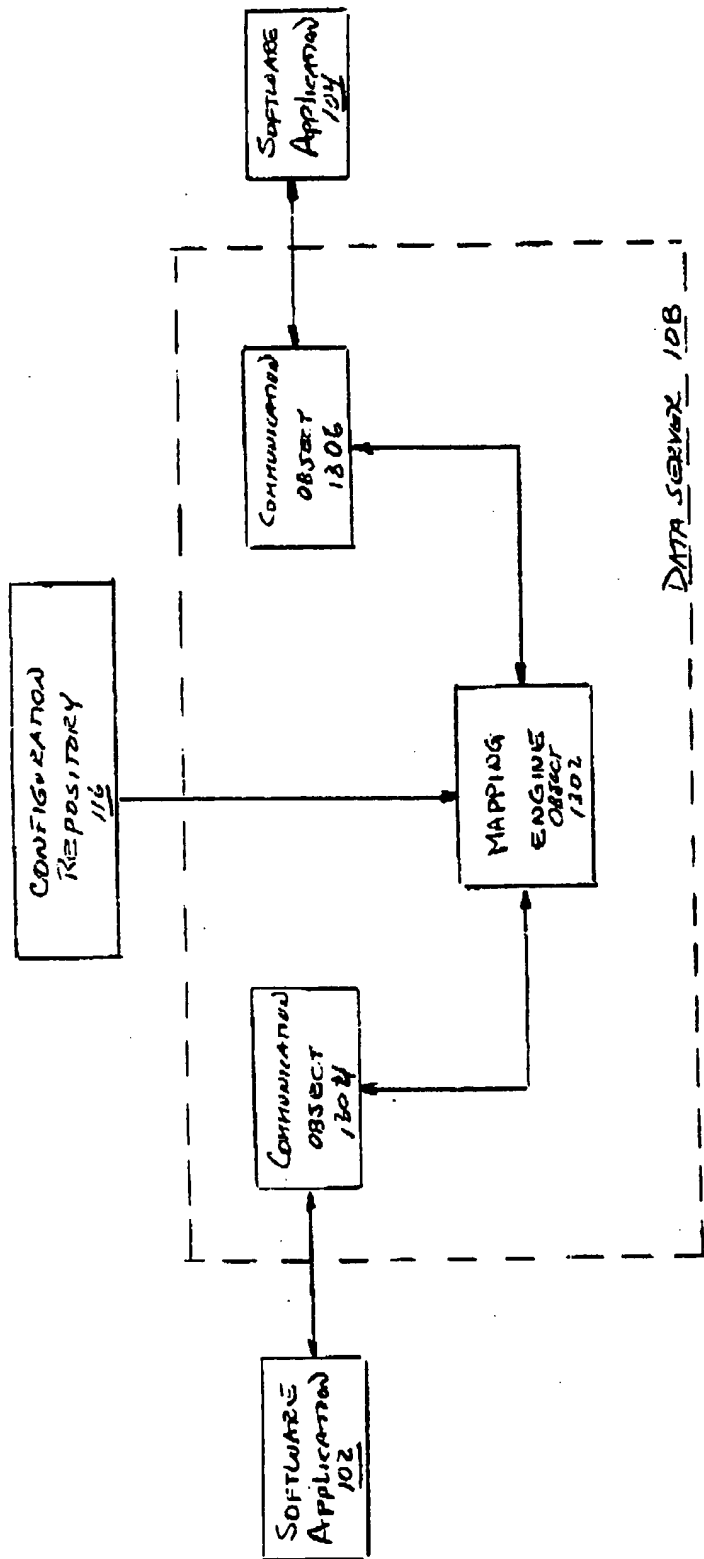 CONFIGURATION
REPOSITORY
116
SOFTWARE
Application
102
COMMUNICATION
OBJECT
1304
MAPPING
ENGINE
OBJECT
1302
COMMUNICATION
OBJECT
1306
SOFTWARE
Application
104
DATA SERVER 108